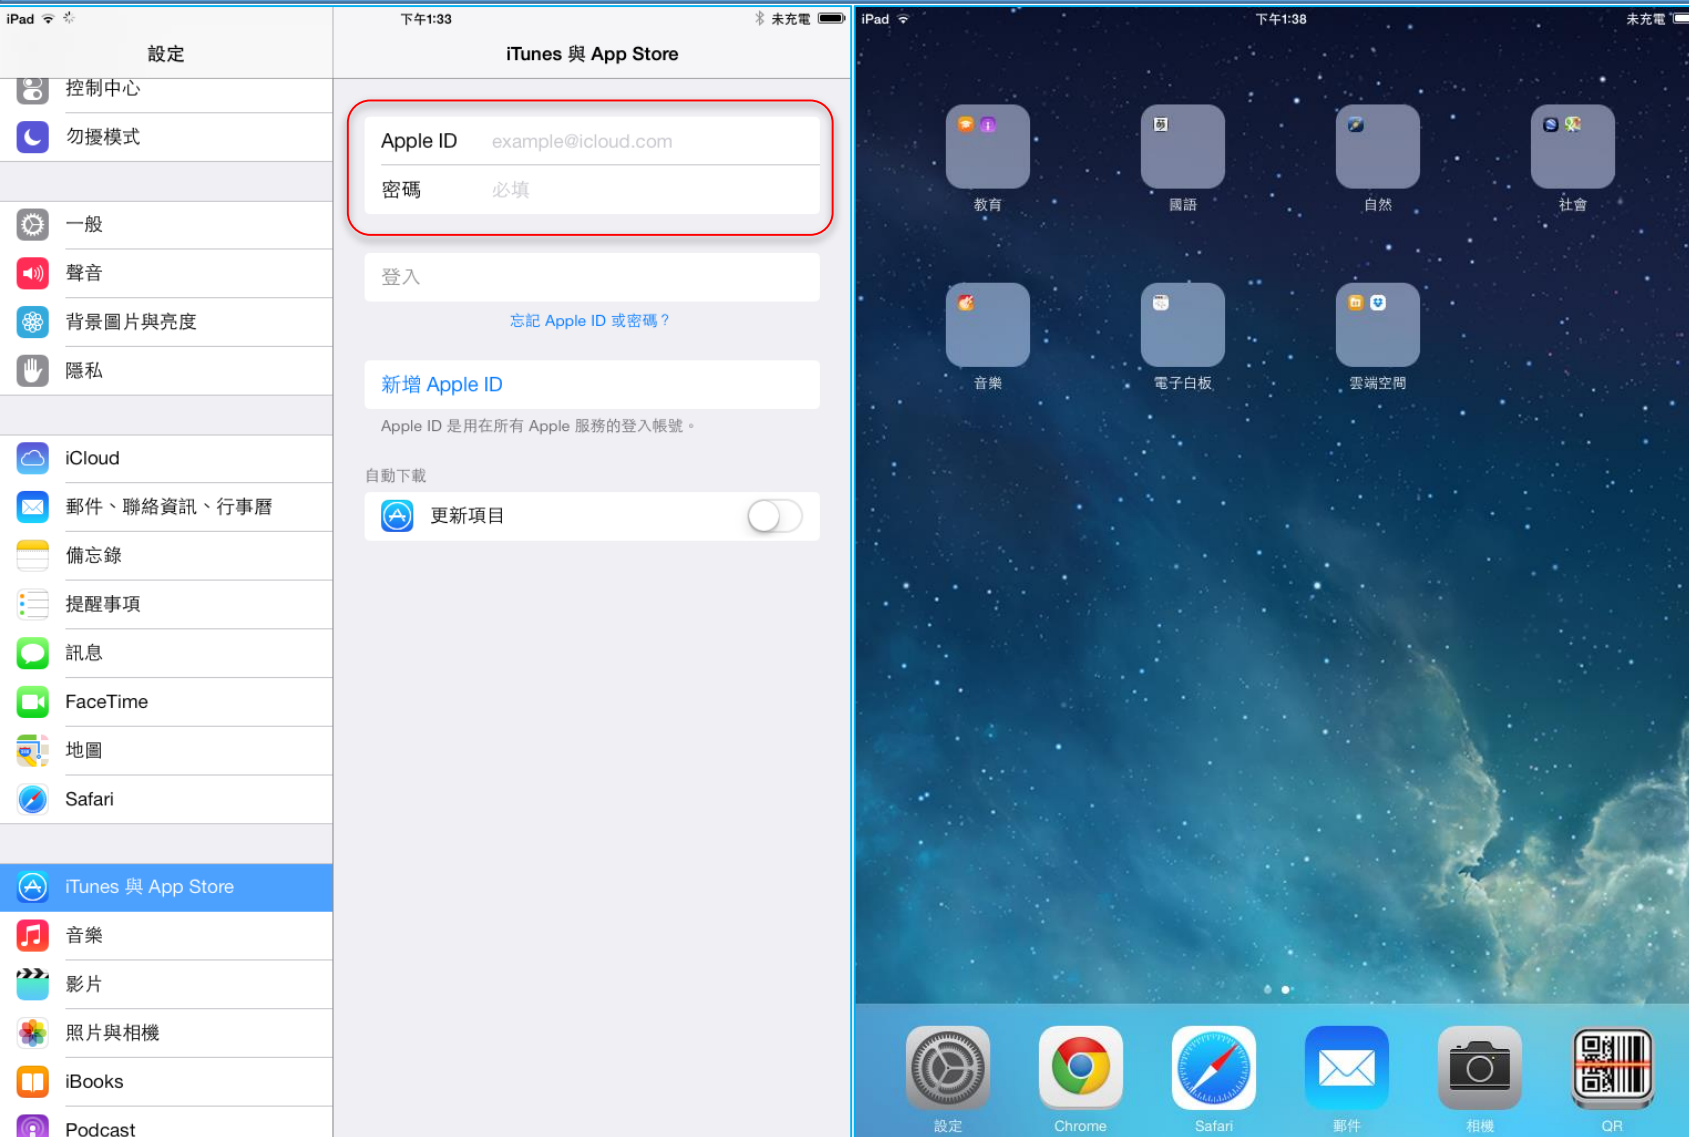 iPad
下午1:33
未充電
設定
iTunes 與 App Store
控制中心
勿擾模式
一般
聲音
背景圖片與亮度
隱私
iCloud
郵件、聯絡資訊、行事曆
備忘錄
提醒事項
訊息
FaceTime
地圖
Safari
iTunes 與 App Store
音樂
影片
照片與相機
iBooks
Podcast
Apple ID example@icloud.com
密碼 必填
登入
忘記 Apple ID 或密碼？
新增 Apple ID
Apple ID 是用在所有 Apple 服務的登入帳號。
自動下載
更新項目
iPad
下午1:38
未充電
教育
國語
自然
社會
音樂
電子白板
雲端空間
設定
Chrome
Safari
郵件
相機
QR